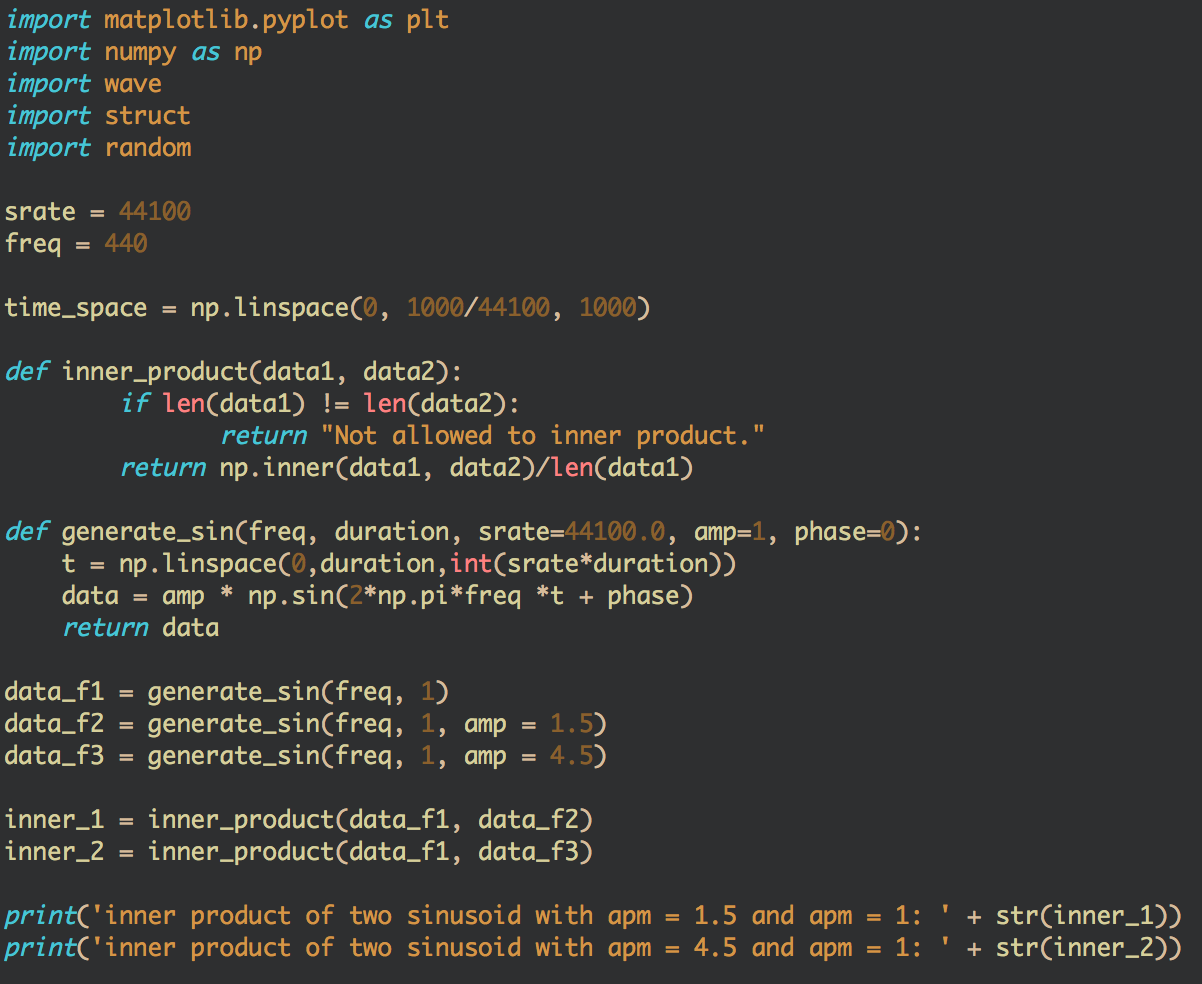 import matplotlib.pyplot as plt
import numpy as np
import wave
import struct
import random

srate = 44100
freq = 440

time_space = np.linspace(0, 1000/44100, 1000)

def inner_product(data1, data2):
        if len(data1) != len(data2):
               return "Not allowed to inner product."
        return np.inner(data1, data2)/len(data1)

def generate_sin(freq, duration, srate=44100.0, amp=1, phase=0):
    t = np.linspace(0,duration,int(srate*duration))
    data = amp * np.sin(2*np.pi*freq *t + phase)
    return data

data_f1 = generate_sin(freq, 1)
data_f2 = generate_sin(freq, 1, amp = 1.5)
data_f3 = generate_sin(freq, 1, amp = 4.5)

inner_1 = inner_product(data_f1, data_f2)
inner_2 = inner_product(data_f1, data_f3)

print('inner product of two sinusoid with apm = 1.5 and apm = 1: ' + str(inner_1))
print('inner product of two sinusoid with apm = 4.5 and apm = 1: ' + str(inner_2))